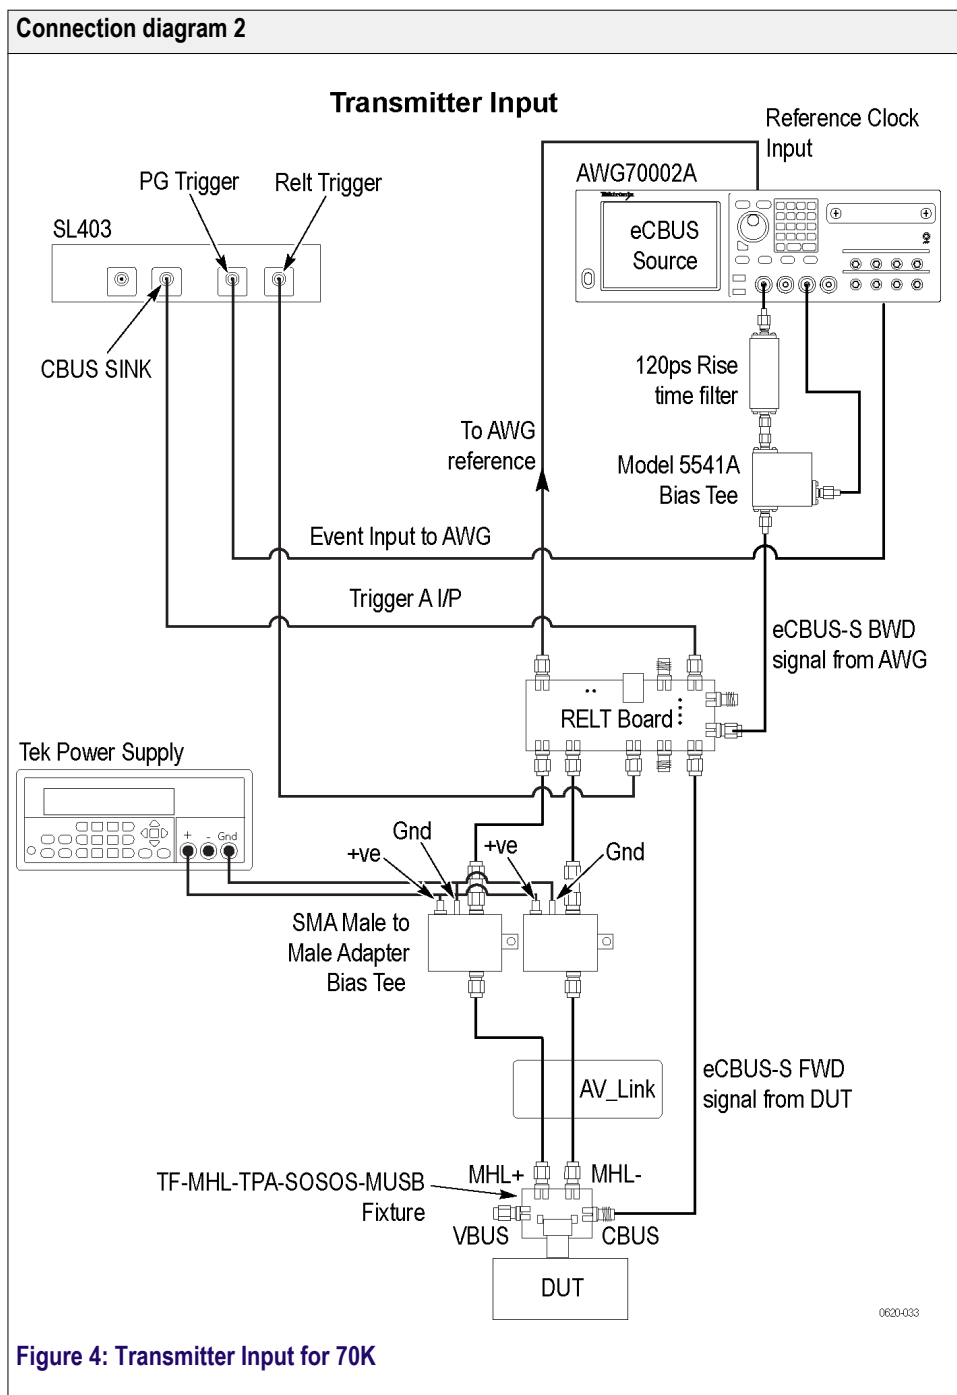 Connection diagram 2
Transmitter Input
Reference Clock
Input
AWG70002A
PG Trigger
Relt Trigger
SL403
eCBUS
Source
CBUS SINK
120ps Rise
time filter
To AWG
reference
Model 5541A
Bias Tee
Event Input to AWG
Trigger A I/P
eCBUS-S BWD
signal from AWG
RELT Board
Tek Power Supply
+ - Gnd
Gnd
+ve
+ve
Gnd
SMA Male to
Male Adapter
Bias Tee
eCBUS-S FWD
signal from DUT
AV_Link
MHL+
MHL-
TF-MHL-TPA-SOSOS-MUSB
Fixture
VBUS
CBUS
DUT
0620-033
Figure 4: Transmitter Input for 70K